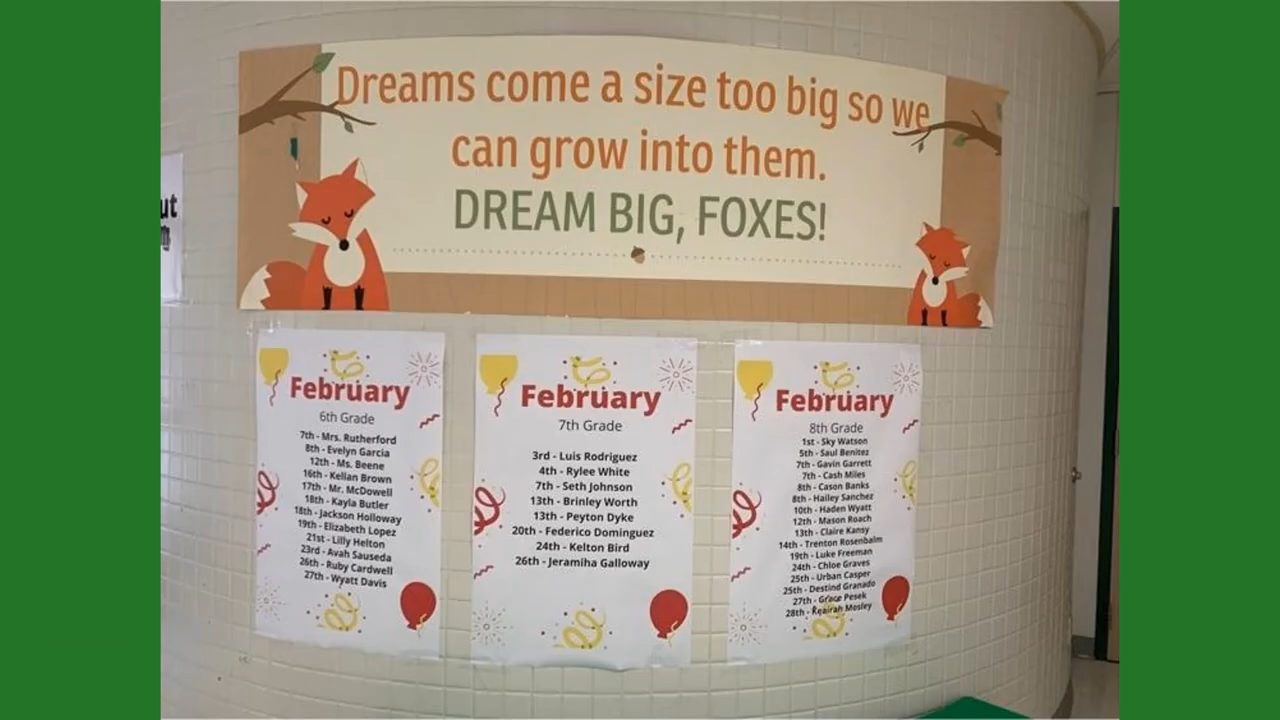 Dreams come a size too big so we
can grow into them.
DREAM BIG, FOXES!
ut
February
6th Grade
7th - Mrs. Rutherford
8th - Evelyn Garcia
12th - Ms. Beene
16th - Kelian Brown
17th - Mr. McDowell
18th - Kayla Butler
18th - Jackson Holloway
19th - Elizabeth Lopez
21st - Lilly Helton
23rd - Avah Sauseda
26th - Ruby Cardwell
27th - Wyatt Davis
February
7th Grade
3rd - Luis Rodriguez
4th - Rylee White
7th - Seth Johnson
13th - Brinley Worth
13th - Peyton Dyke
20th - Federico Dominguez
24th - Kelton Bird
26th - Jeramiha Galloway
February
8th Grade
1st - Sky Watson
5th - Saul Benitez
7th - Gavin Garrett
7th - Cash Miles
8th - Cason Banks
8th - Hailey Sanchez
10th - Haden Wyatt
12th - Mason Roach
13th - Claire Kansy
14th - Trenton Rosenbalm
19th - Luke Freeman
24th - Chloe Graves
25th - Urban Casper
25th - Destind Granado
27th - Grace Pesek
28th - Reairah Mosley